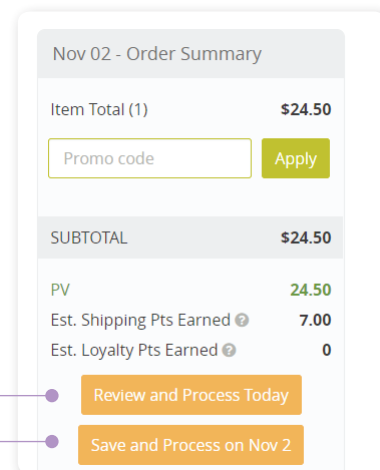 Nov 02 - Order Summary
Item Total (1) $24.50
Promo code Apply
SUBTOTAL $24.50
PV 24.50
Est. Shipping Pts Earned ? 7.00
Est. Loyalty Pts Earned ? 0
Review and Process Today
Save and Process on Nov 2